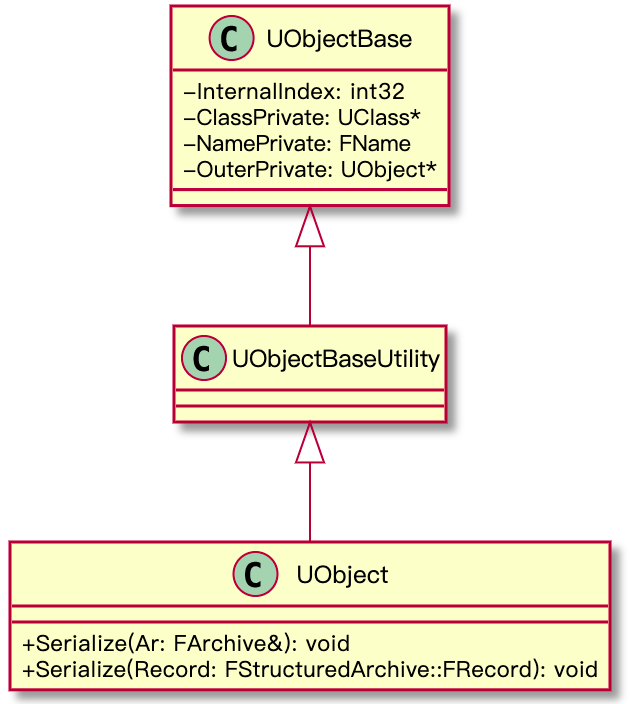 C UObjectBase
–InternalIndex: int32
–ClassPrivate: UClass*
–NamePrivate: FName
–OuterPrivate: UObject*
C UObjectBaseUtility
C UObject
+Serialize(Ar: FArchive&): void
+Serialize(Record: FStructuredArchive::FRecord): void